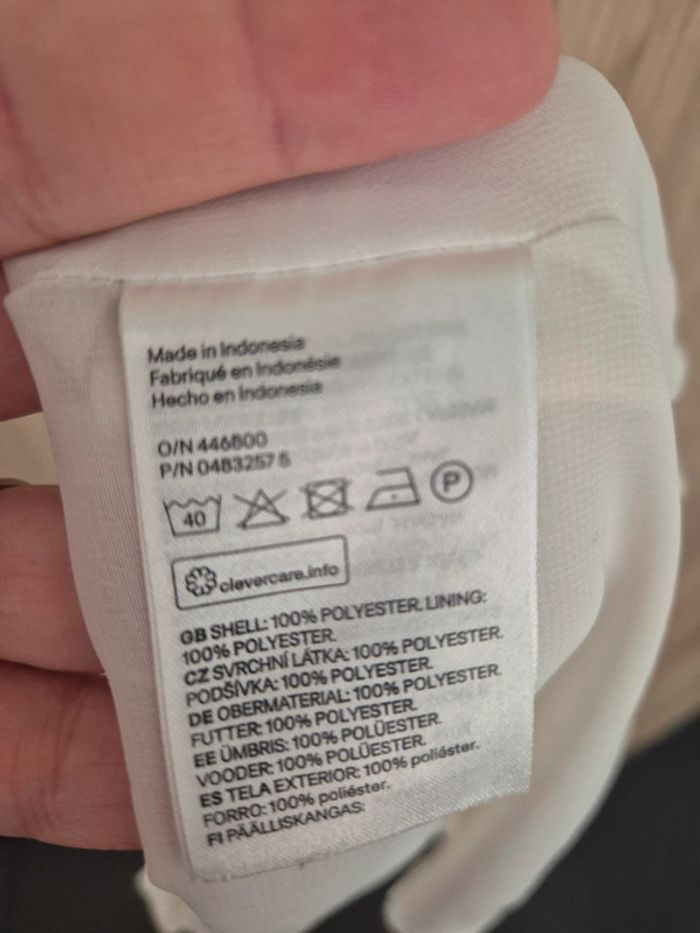 Made in Indonesia
Fabriqué en Indonésie
Hecho en Indonesia
O/N 446800
P/N 0483257 5
40
P
clevercare.info
GB SHELL: 100% POLYESTER. LINING:
100% POLYESTER.
CZ SVRCHNÍ LÁTKA: 100% POLYESTER.
PODŠÍVKA: 100% POLYESTER.
DE OBERMATERIAL: 100% POLYESTER.
FUTTER: 100% POLYESTER.
EE ÜMBRIS: 100% POLÜESTER.
VOODER: 100% POLÜESTER.
ES TELA EXTERIOR: 100% poliéster.
FORRO: 100% poliéster.
FI PÄÄLLISKANGAS: